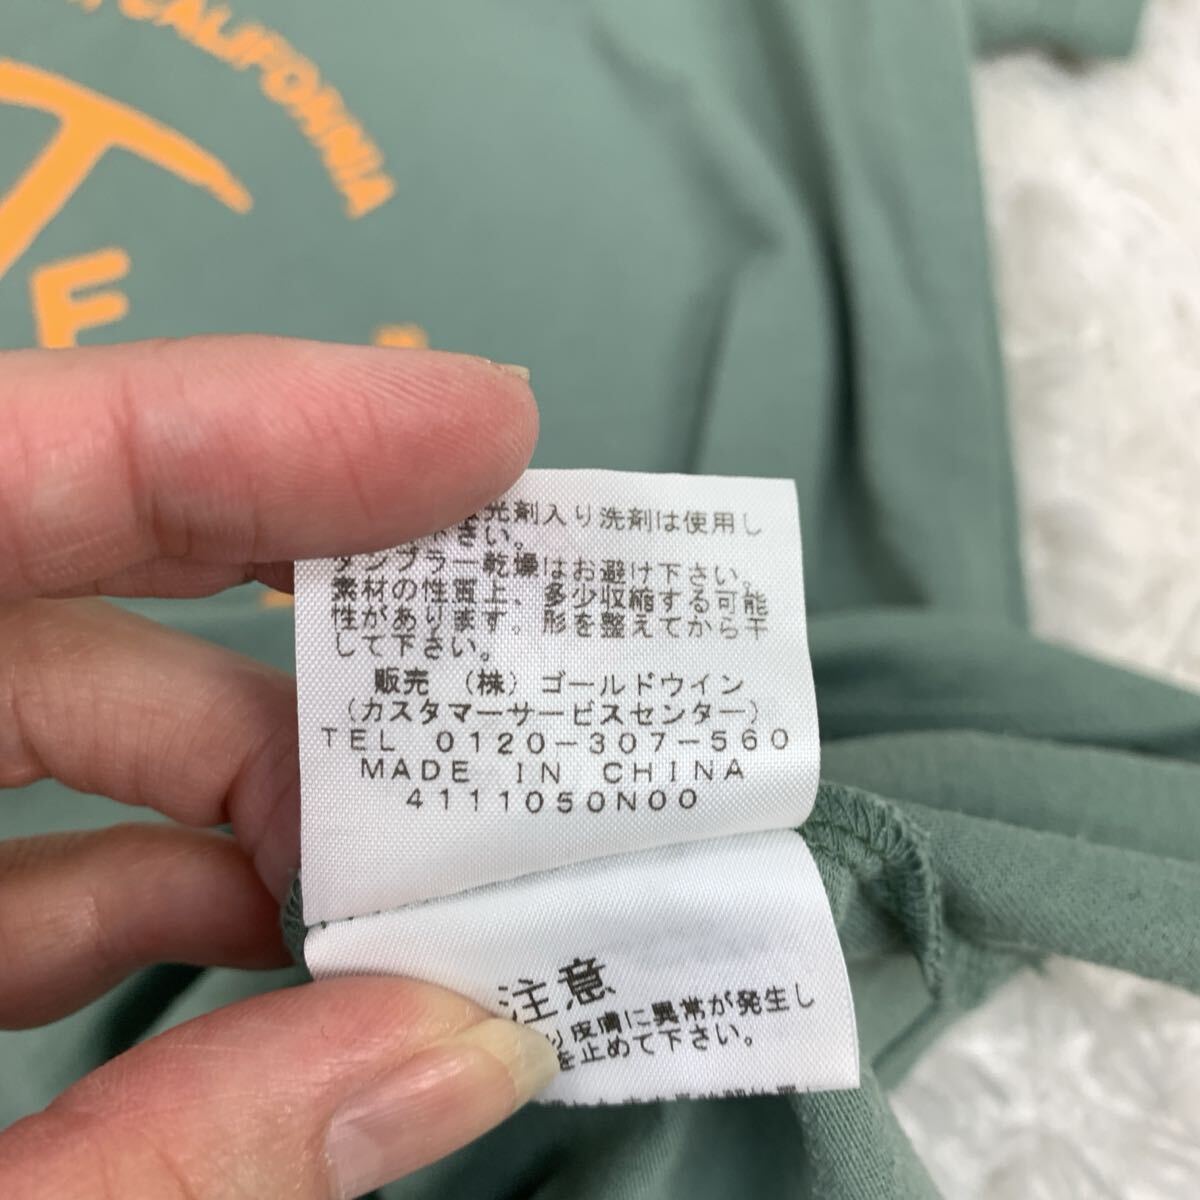 CALIFORNIA
T
E
光剤入り洗剤は使用し
さい。
タンブラー乾燥はお避け下さい。
素材の性質上、多少収縮する可能
性があります。形を整えてから干
して下さい。
販売 (株) ゴールドウイン
(カスタマーサービスセンター)
TEL 0120-307-560
MADE IN CHINA
4111050N00
注意
り皮膚に異常が発生し
を止めて下さい。